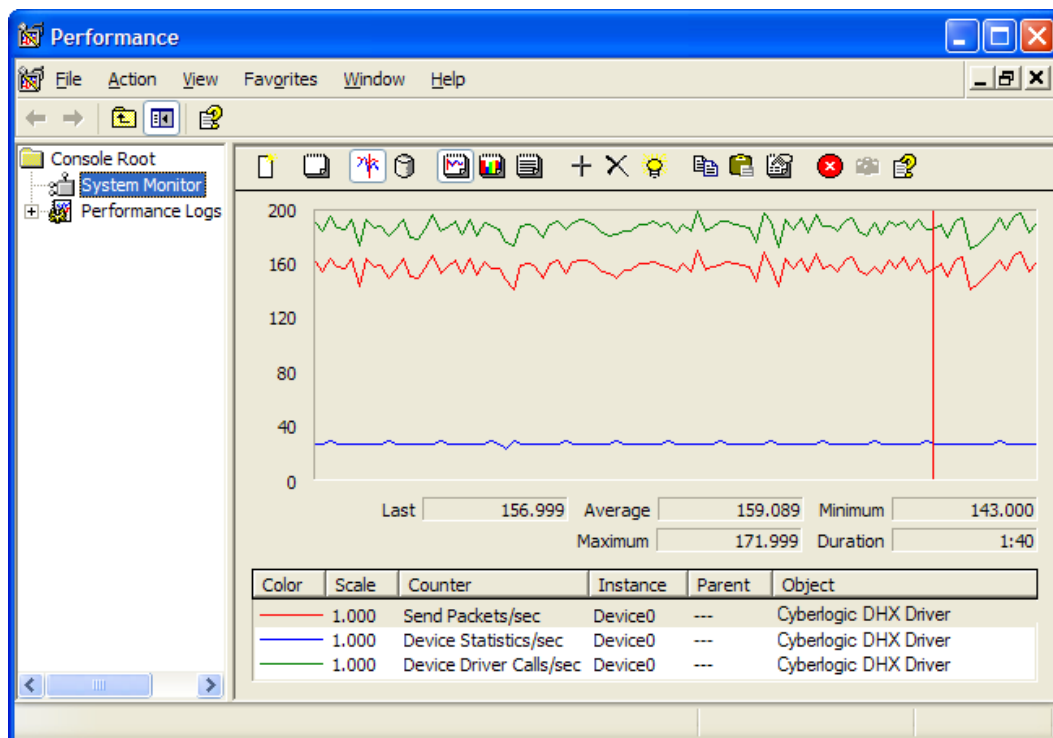 Performance
File Action View Favorites Window Help
Console Root
System Monitor
Performance Logs
200
160
120
80
40
0
Last 156.999 Average 159.089 Minimum 143.000
Maximum 171.999 Duration 1:40
Color Scale Counter Instance Parent Object
1.000 Send Packets/sec Device0 --- Cyberlogic DHX Driver
1.000 Device Statistics/sec Device0 --- Cyberlogic DHX Driver
1.000 Device Driver Calls/sec Device0 --- Cyberlogic DHX Driver